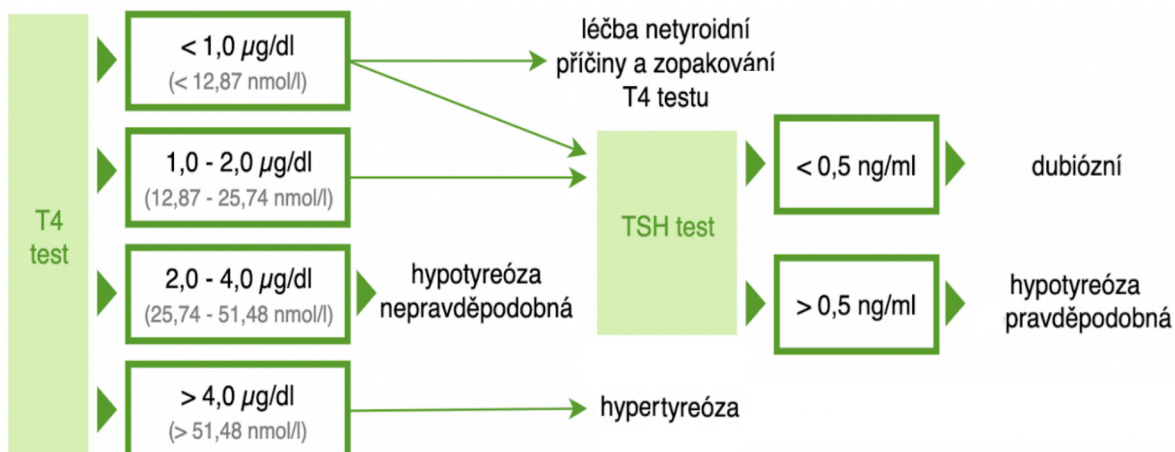 T4
test
< 1,0 µg/dl
(< 12,87 nmol/l)
léčba netyroidní
příčiny a zopakování
T4 testu
1,0 - 2,0 µg/dl
(12,87 - 25,74 nmol/l)
TSH test
< 0,5 ng/ml
dubiózní
2,0 - 4,0 µg/dl
(25,74 - 51,48 nmol/l)
hypotyreóza
nepravděpodobná
> 0,5 ng/ml
hypotyreóza
pravděpodobná
> 4,0 µg/dl
(> 51,48 nmol/l)
hypertyreóza